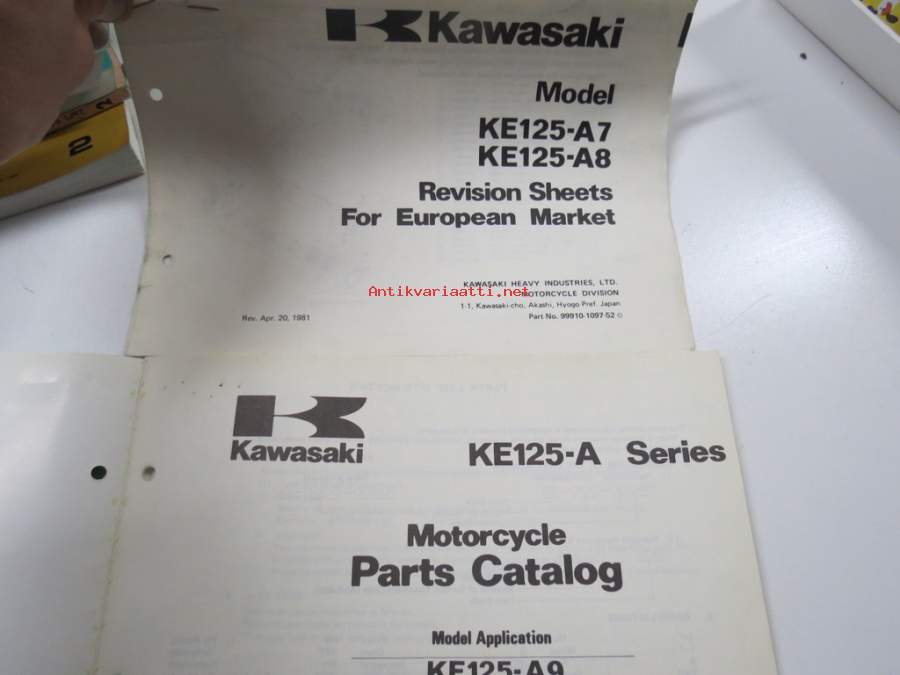 2
Kawasaki
Model
KE125-A7
KE125-A8
Revision Sheets
For European Market
KAWASAKI HEAVY INDUSTRIES, LTD.
Antikvariaatti.net
MOTORCYCLE DIVISION
1-1, Kawasaki-cho, Akashi, Hyogo Pref. Japan
Rev. Apr. 20, 1981
Part No. 99910-1097-52
Kawasaki
KE125-A Series
Motorcycle
Parts Catalog
Model Application
KE125-A9